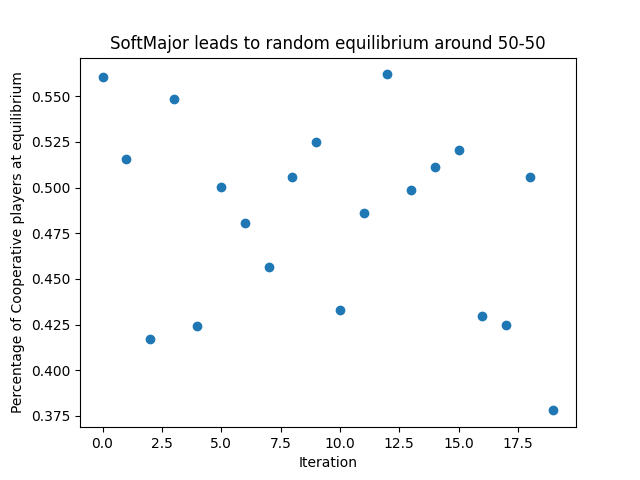 SoftMajor leads to random equilibrium around 50-50
Percentage of Cooperative players at equilibrium
0.550
0.525
0.500
0.475
0.450
0.425
0.400
0.375
0.0 2.5 5.0 7.5 10.0 12.5 15.0 17.5
Iteration